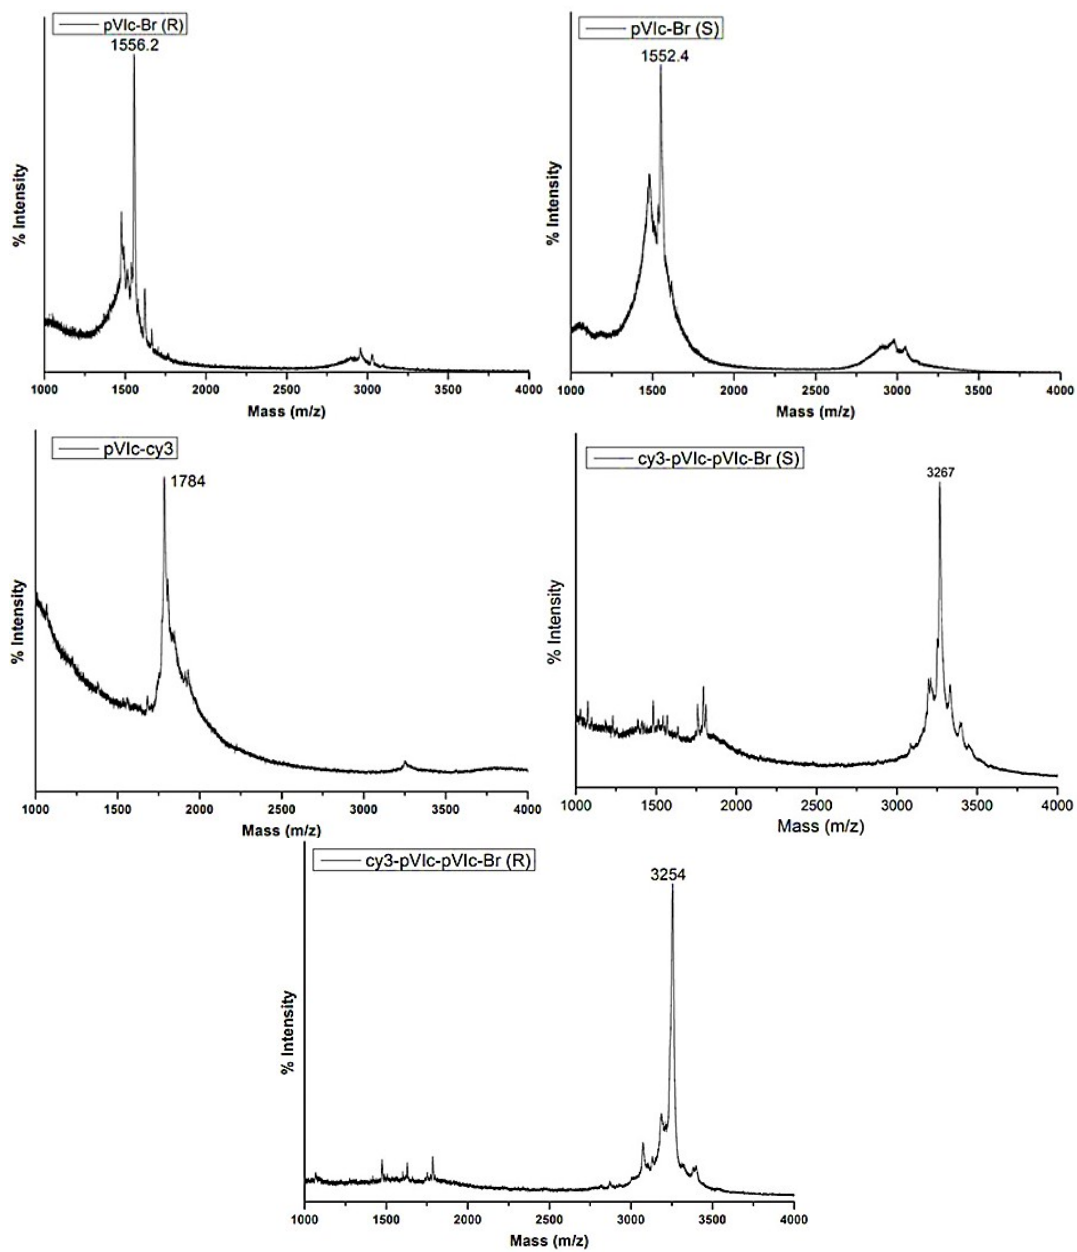 pVIc-Br (R)
1556.2
% Intensity
1000 1500 2000 2500 3000 3500 4000
Mass (m/z)
pVIc-Br (S)
1552.4
% Intensity
1000 1500 2000 2500 3000 3500 4000
Mass (m/z)
pVIc-cy3
1784
% Intensity
1000 1500 2000 2500 3000 3500 4000
Mass (m/z)
cy3-pVIc-pVIc-Br (S)
3267
% Intensity
1000 1500 2000 2500 3000 3500 4000
Mass (m/z)
cy3-pVIc-pVIc-Br (R)
3254
% Intensity
1000 1500 2000 2500 3000 3500 4000
Mass (m/z)